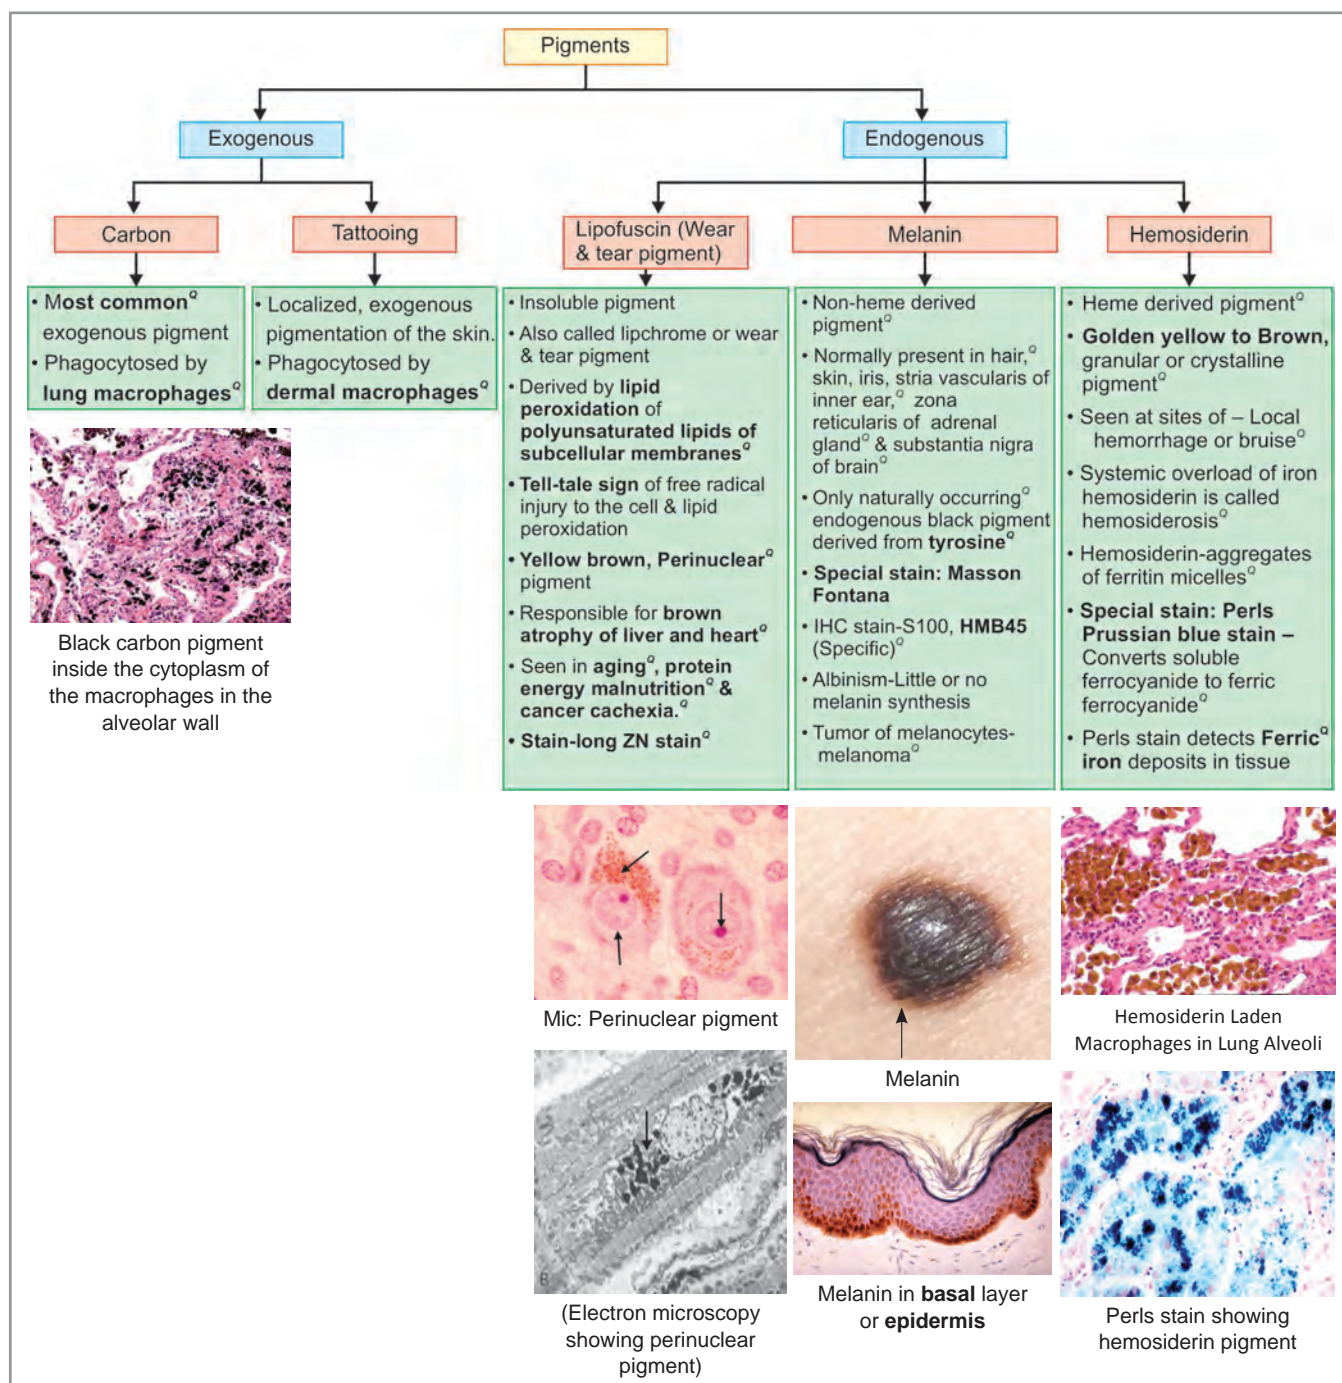 Pigments
Exogenous
Endogenous
Carbon
Tattooing
Lipofuscin (Wear
& tear pigment)
Melanin
Hemosiderin
• Most common^Q
exogenous pigment
• Phagocytosed by
lung macrophages^Q
• Localized, exogenous
pigmentation of the skin.
• Phagocytosed by
dermal macrophages^Q
• Insoluble pigment
• Also called lipchrome or wear
& tear pigment
• Derived by lipid
peroxidation of
polyunsaturated lipids of
subcellular membranes^Q
• Tell-tale sign of free radical
injury to the cell & lipid
peroxidation
• Yellow brown, Perinuclear^Q
pigment
• Responsible for brown
atrophy of liver and heart^Q
• Seen in aging^Q, protein
energy malnutrition^Q &
cancer cachexia.^Q
• Stain-long ZN stain^Q
• Non-heme derived
pigment^Q
• Normally present in hair,^Q
skin, iris, stria vascularis of
inner ear,^Q zona
reticularis of adrenal
gland^Q & substantia nigra
of brain^Q
• Only naturally occurring^Q
endogenous black pigment
derived from tyrosine^Q
• Special stain: Masson
Fontana
• IHC stain-S100, HMB45
(Specific)^Q
• Albinism-Little or no
melanin synthesis
• Tumor of melanocytes-
melanoma^Q
• Heme derived pigment^Q
• Golden yellow to Brown,
granular or crystalline
pigment^Q
• Seen at sites of – Local
hemorrhage or bruise^Q
• Systemic overload of iron
hemosiderin is called
hemosiderosis^Q
• Hemosiderin-aggregates
of ferritin micelles^Q
• Special stain: Perls
Prussian blue stain –
Converts soluble
ferrocyanide to ferric
ferrocyanide^Q
• Perls stain detects Ferric^Q
iron deposits in tissue
Black carbon pigment
inside the cytoplasm of
the macrophages in the
alveolar wall
Mic: Perinuclear pigment
B
(Electron microscopy
showing perinuclear
pigment)
Melanin
Melanin in basal layer
or epidermis
Hemosiderin Laden
Macrophages in Lung Alveoli
Perls stain showing
hemosiderin pigment